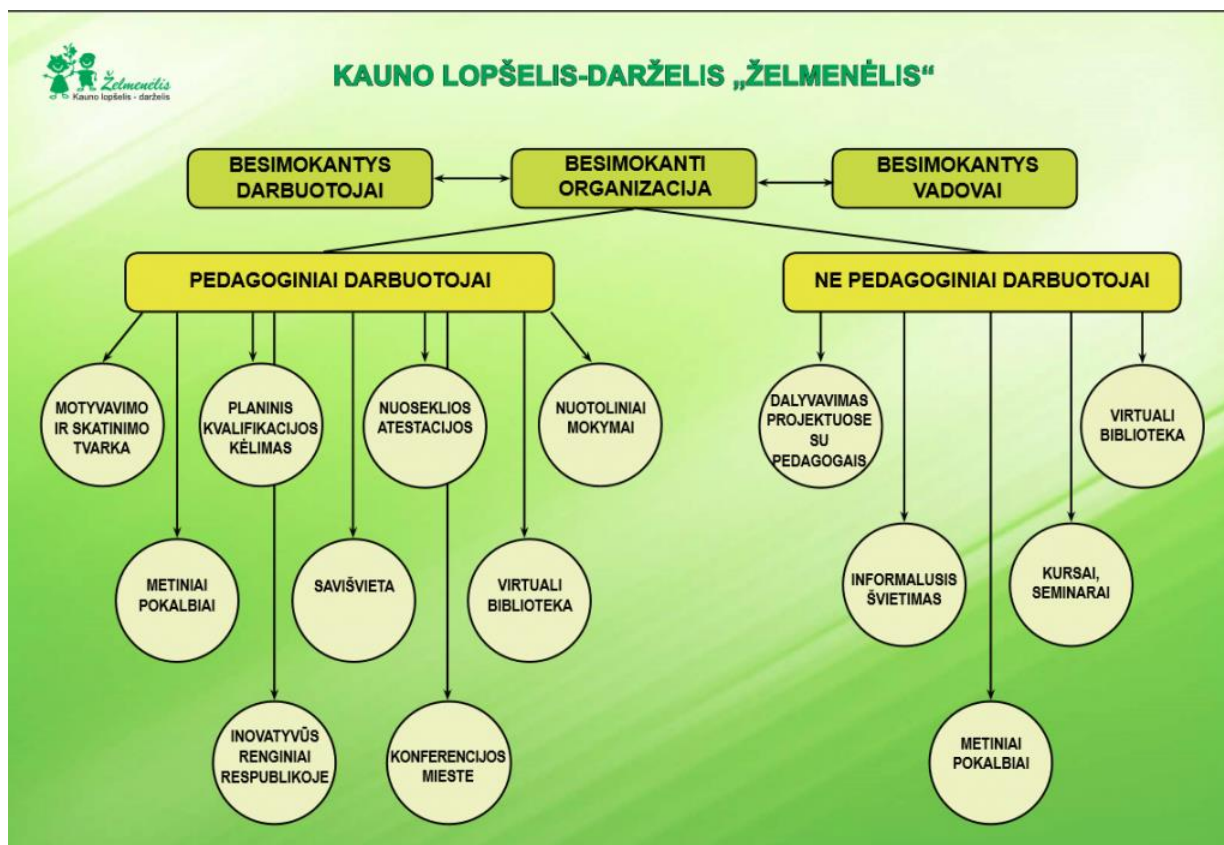 Želmenėlis
Kauno lopšelis - darželis
KAUNO LOPŠELIS-DARŽELIS „ŽELMENĖLIS“
BESIMOKANTYS
DARBUOTOJAI
BESIMOKANTI
ORGANIZACIJA
BESIMOKANTYS
VADOVAI
PEDAGOGINIAI DARBUOTOJAI
NE PEDAGOGINIAI DARBUOTOJAI
MOTYVAVIMO
IR SKATINIMO
TVARKA
PLANINIS
KVALIFIKACIJOS
KĖLIMAS
NUOSEKLIOS
ATESTACIJOS
NUOTOLINIAI
MOKYMAI
DALYVAVIMAS
PROJEKTUOSE
SU
PEDAGOGAIS
VIRTUALI
BIBLIOTEKA
METINIAI
POKALBIAI
SAVIŠVIETA
VIRTUALI
BIBLIOTEKA
INFORMALUSIS
ŠVIETIMAS
KURSAI,
SEMINARAI
INOVATYVŪS
RENGINIAI
RESPUBLIKOJE
KONFERENCIJOS
MIESTE
METINIAI
POKALBIAI